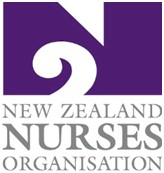 NEW ZEALAND
NURSES
ORGANISATION